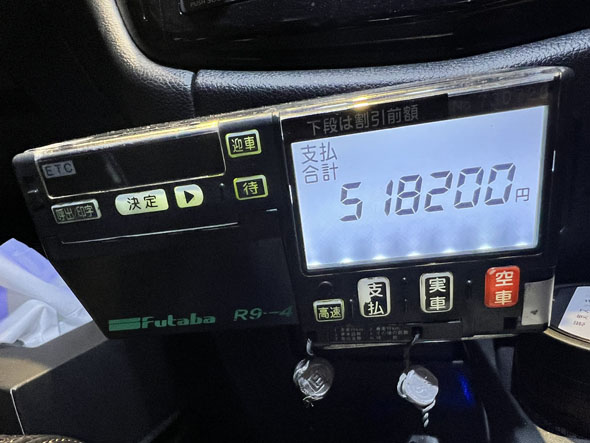 下段は割引前額
支払
合計
518200円
ETC
迎車
待
呼出/印字
決定
Futaba R9-4
高速
支払
実車
空車